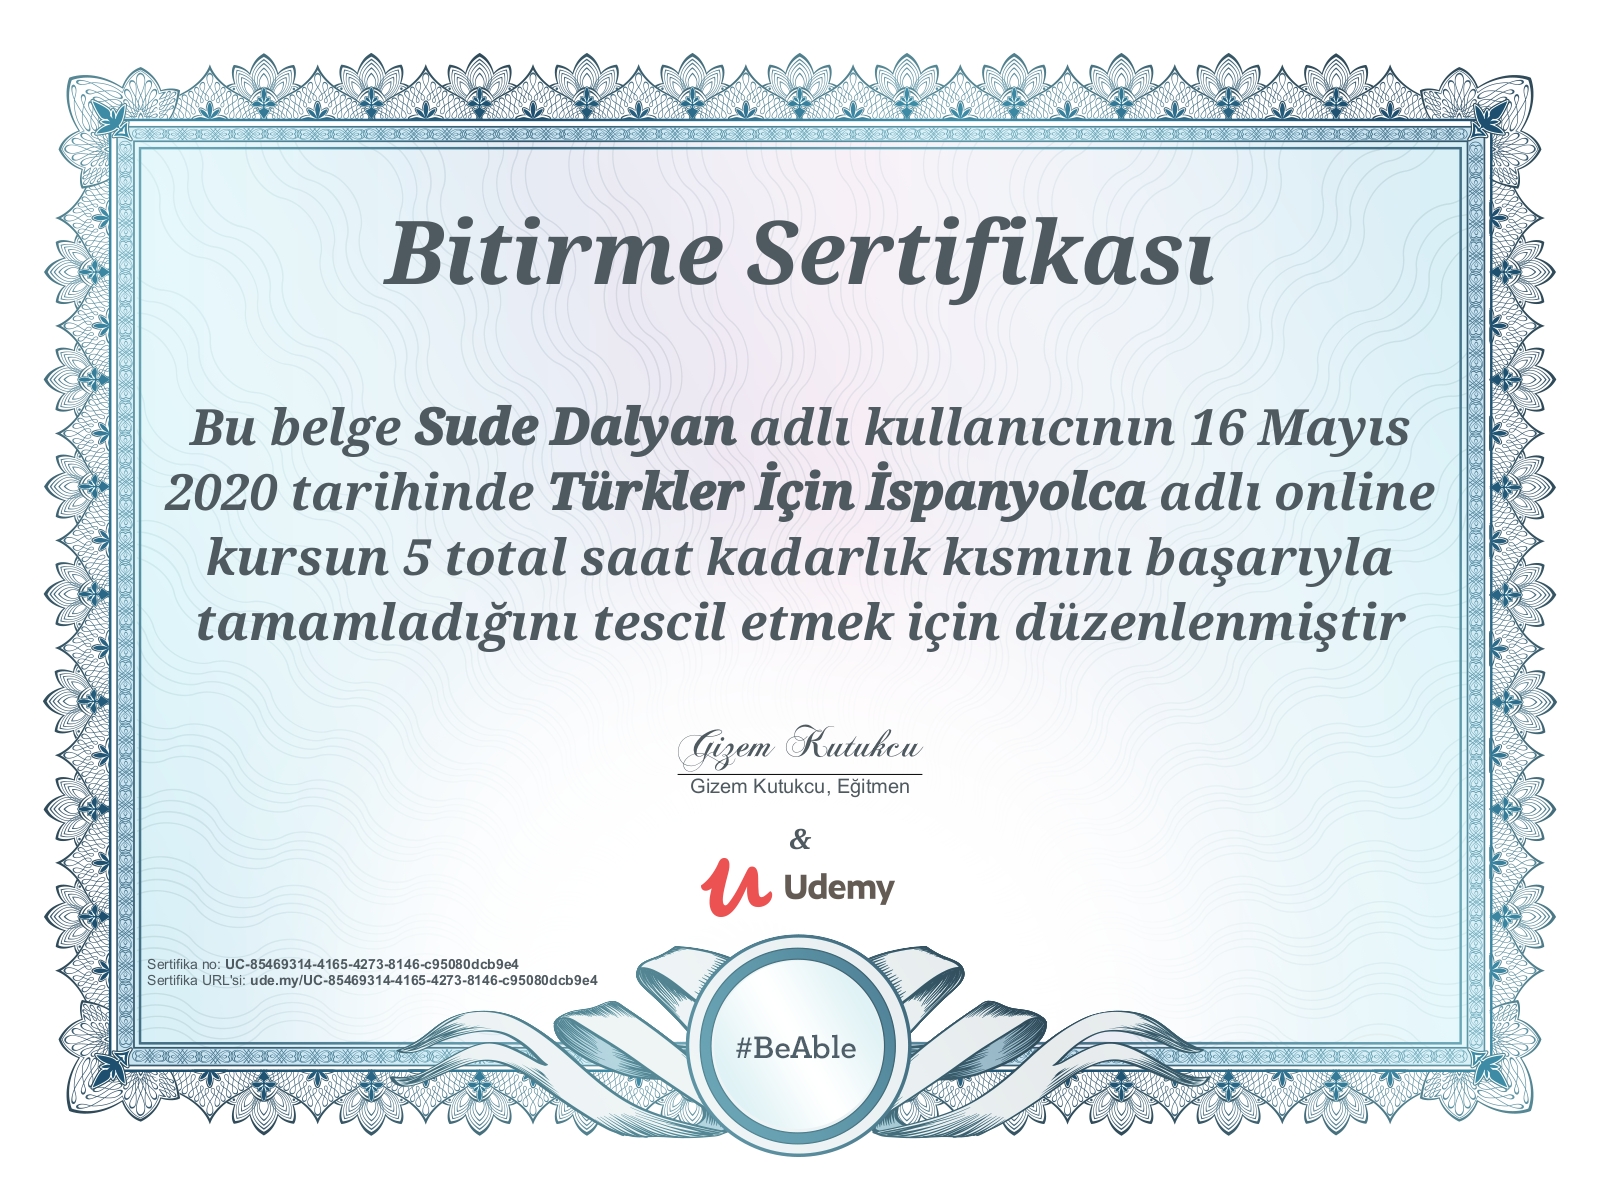 Bitirme Sertifikası
Bu belge Sude Dalyan adlı kullanıcının 16 Mayıs
2020 tarihinde Türkler İçin İspanyolca adlı online
kursun 5 total saat kadarlık kısmını başarıyla
tamamladığını tescil etmek için düzenlenmiştir
Gizem Kutukcu
Gizem Kutukcu, Eğitmen
&
Udemy
Sertifika no: UC-85469314-4165-4273-8146-c95080dcb9e4
Sertifika URL'si: ude.my/UC-85469314-4165-4273-8146-c95080dcb9e4
#BeAble